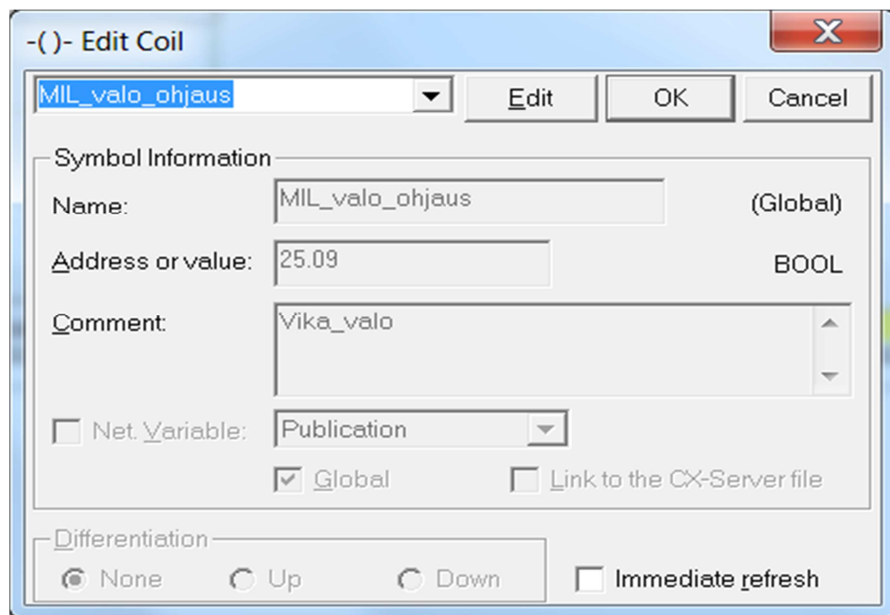 -( )- Edit Coil
MIL_valo_ohjaus Edit OK Cancel
Symbol Information
Name: MIL_valo_ohjaus (Global)
Address or value: 25.09 BOOL
Comment: Vika_valo
Net. Variable: Publication
Global Link to the CX-Server file
Differentiation
None Up Down Immediate refresh